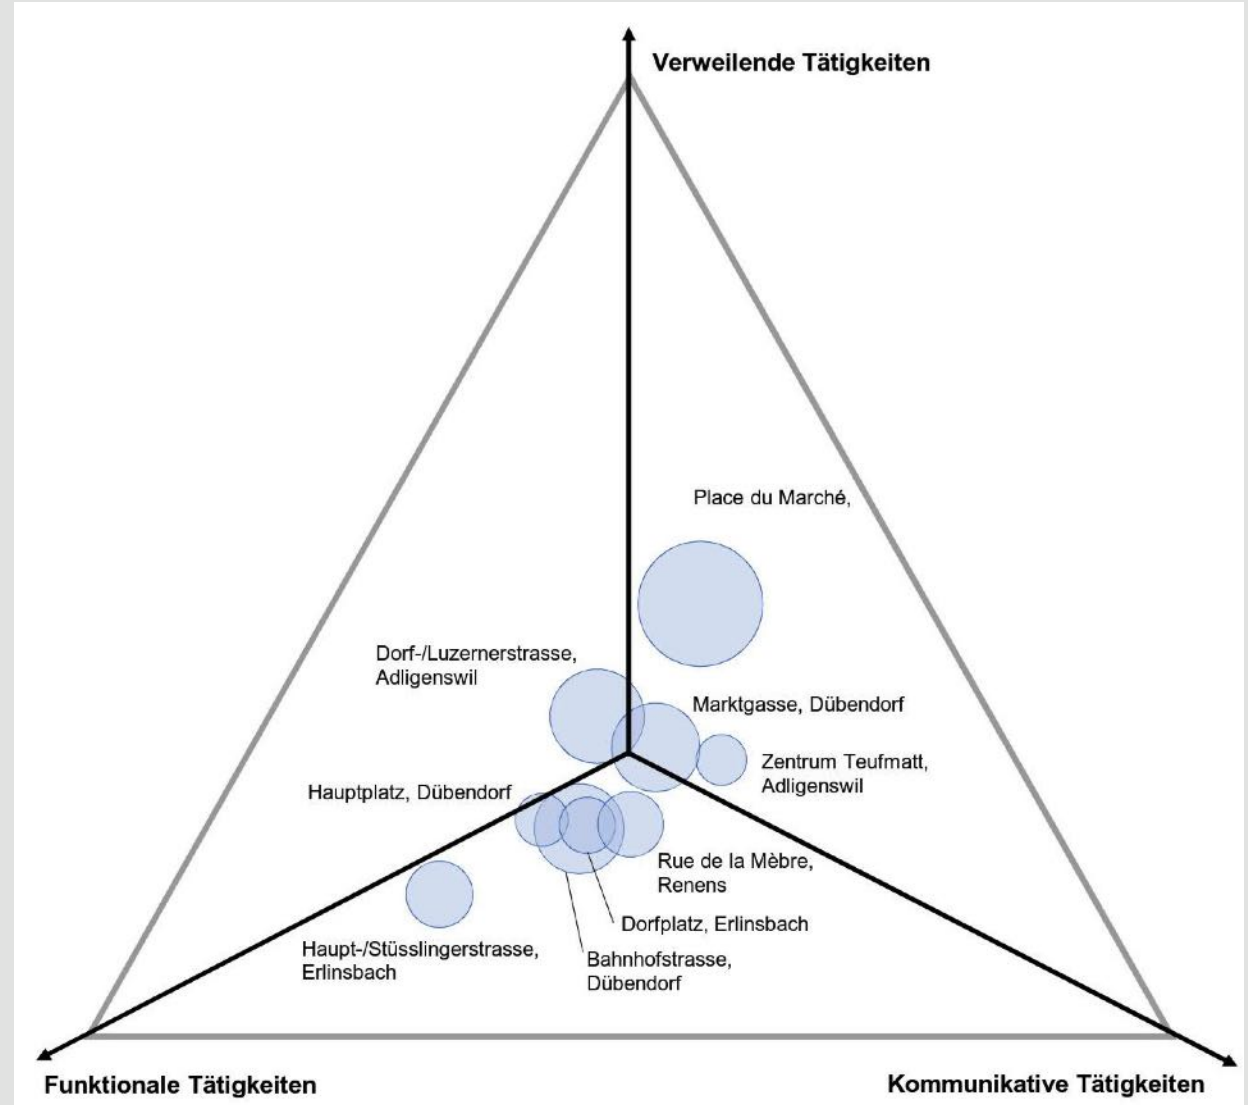 Verweilende Tätigkeiten
Place du Marché,
Dorf-/Luzernerstrasse,
Adligenswil
Marktgasse, Dübendorf
Zentrum Teufmatt,
Adligenswil
Hauptplatz, Dübendorf
Rue de la Mèbre,
Renens
Dorfplatz, Erlinsbach
Haupt-/Stüsslingerstrasse,
Erlinsbach
Bahnhofstrasse,
Dübendorf
Funktionale Tätigkeiten
Kommunikative Tätigkeiten